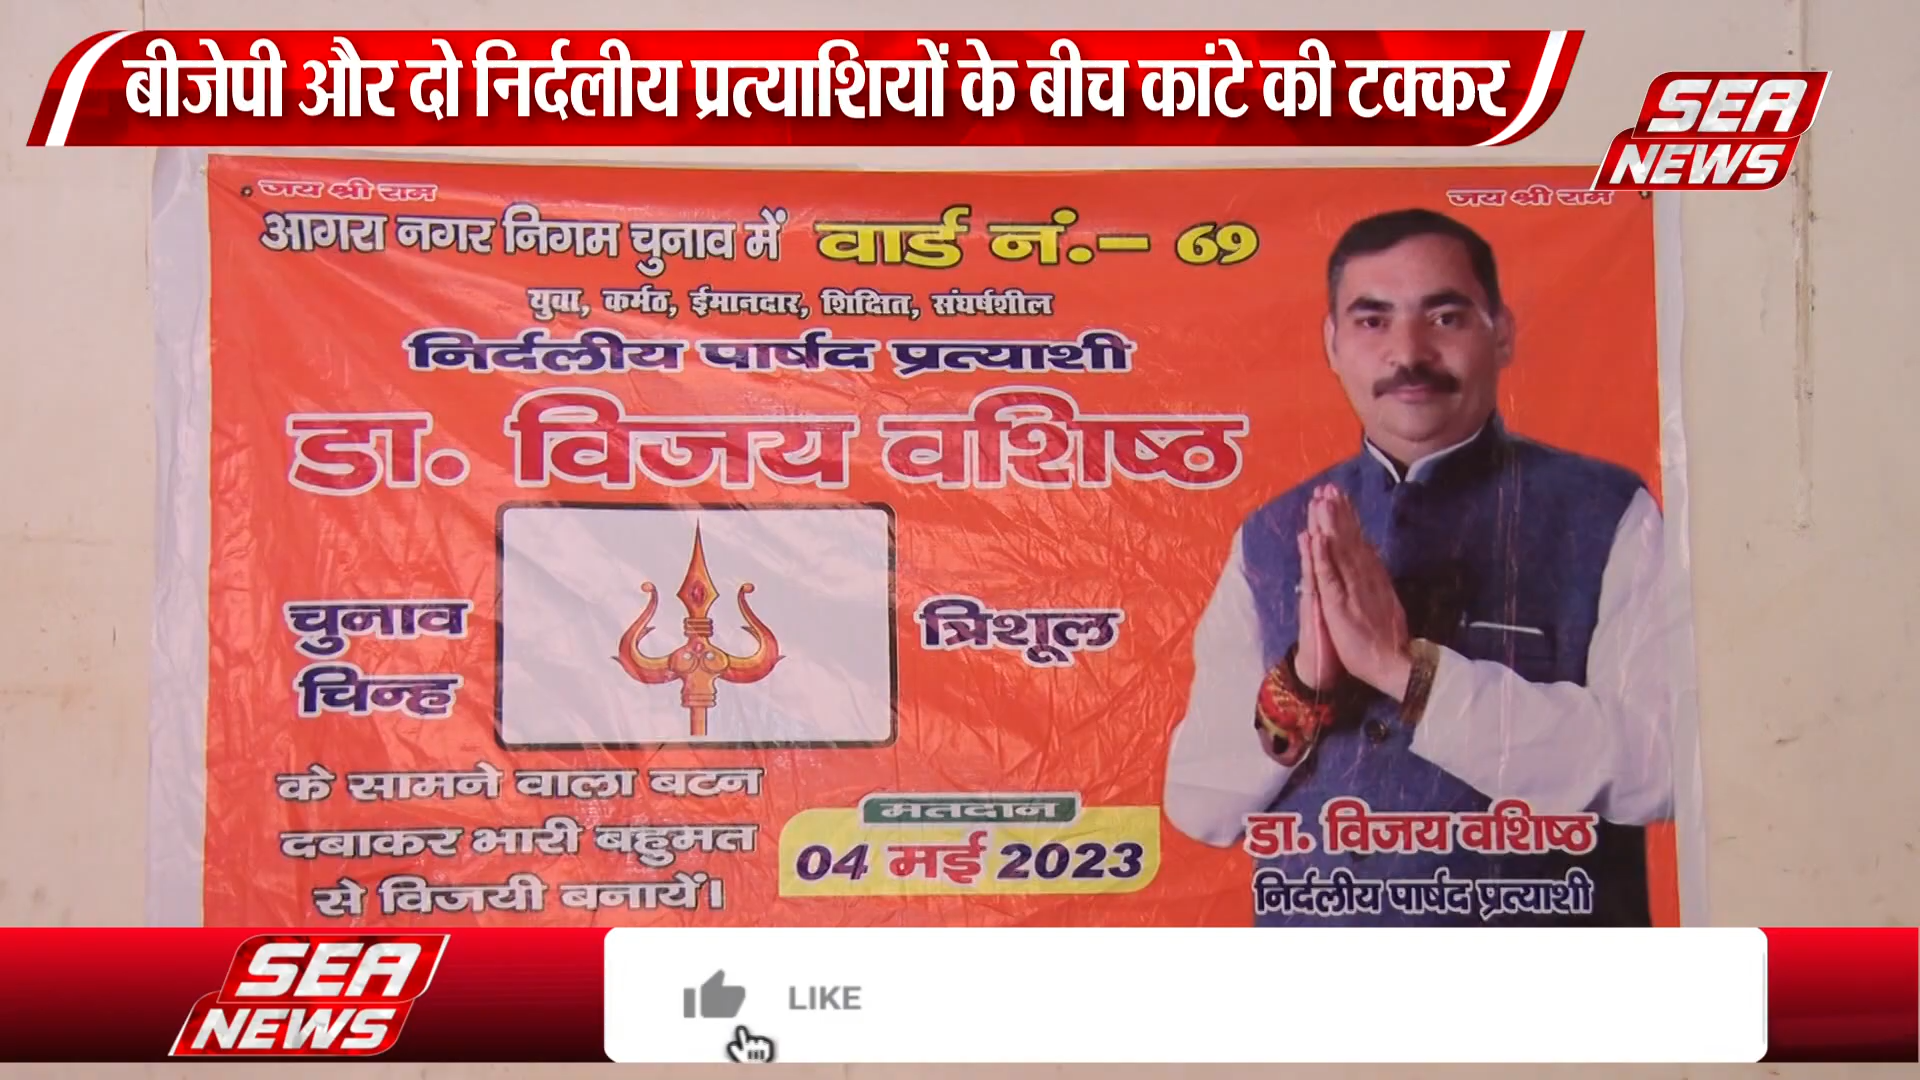 बीजेपी और दो निर्दलीय प्रत्याशियों के बीच कांटे की टक्कर
SEA
NEWS
जय श्री राम
जय श्री राम
आगरा नगर निगम चुनाव में वार्ड नं.- 69
युवा, कर्मठ, ईमानदार, शिक्षित, संघर्षशील
निर्दलीय पार्षद प्रत्याशी
डा. विजय वशिष्ठ
चुनाव
चिन्ह
त्रिशूल
के सामने वाला बटन
दबाकर भारी बहुमत
से विजयी बनायें।
मतदान
04 मई 2023
डा. विजय वशिष्ठ
निर्दलीय पार्षद प्रत्याशी
SEA
NEWS
LIKE